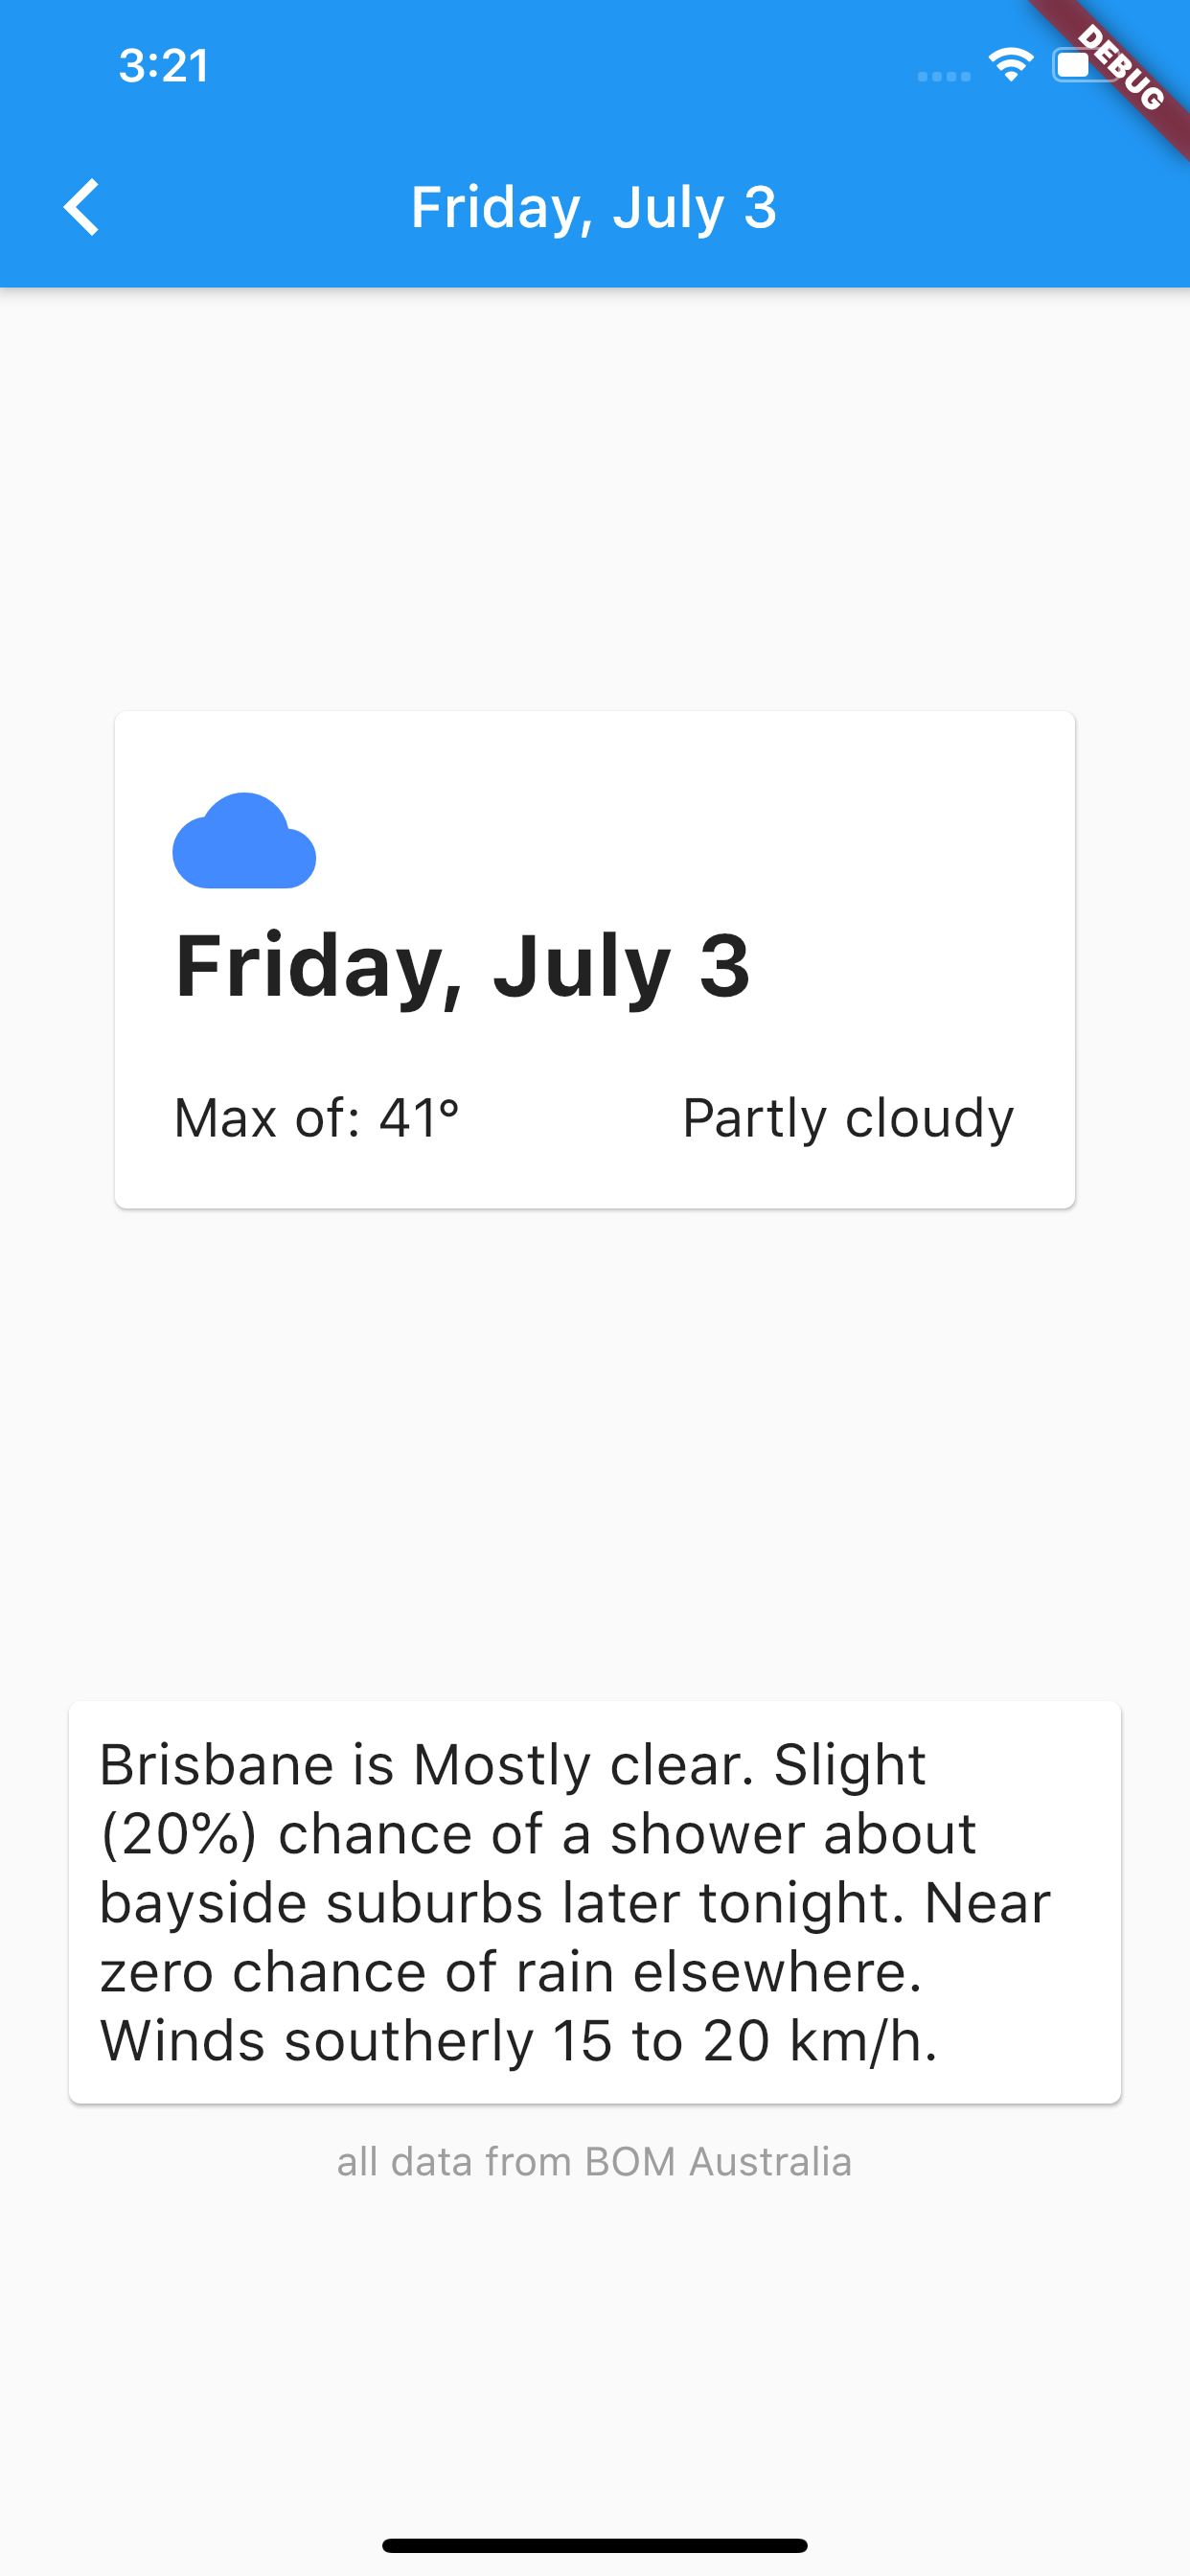 3:21
DEBUG
Friday, July 3
Friday, July 3
Max of: 41° Partly cloudy
Brisbane is Mostly clear. Slight
(20%) chance of a shower about
bayside suburbs later tonight. Near
zero chance of rain elsewhere.
Winds southerly 15 to 20 km/h.
all data from BOM Australia